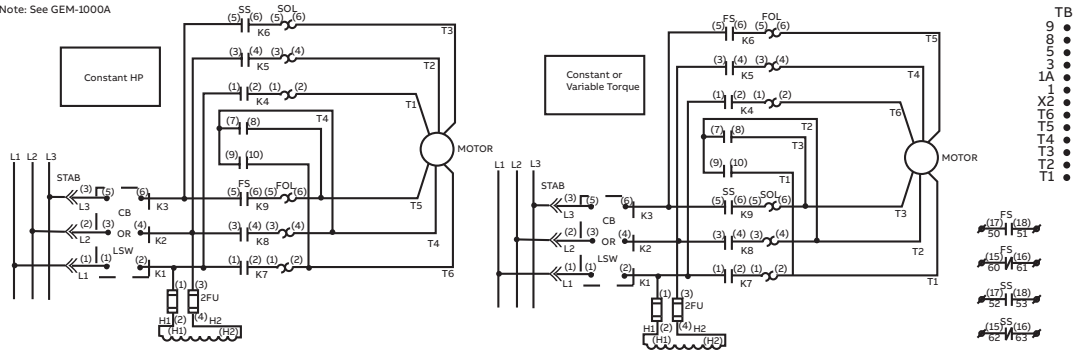 Note: See GEM-1000A
Constant HP
SS SOL
(5) (6) (5) (6)
K6
T3
(3) (4) (3) (4)
K5
T2
(1) (2) (1) (2)
K4
T1
T4
(7) (8)
(9) (10)
MOTOR
L1 L2 L3
STAB
FS FOL
(3) (5) (6) (5) (6) (5) (6)
L3 K3 K9
T5
CB
(2) (3) OR (4) (3) (4) (3) (4)
L2 K2 K8
T4
LSW
(1) (1) (2) (1) (2) (1) (2)
L1 K1 K7
T6
(1) (3)
2FU
H1 (2) (4) H2
(H1) (H2)
Constant or
Variable Torque
FS FOL
(5) (6) (5) (6)
K6
T5
(3) (4) (3) (4)
K5
T4
(1) (2) (1) (2)
K4
T6
T2
(7) (8)
T3
(9) (10)
T1
MOTOR
L1 L2 L3
STAB
SS SOL
(3) (5) (6) (5) (6) (5) (6)
L3 K3 K9
T3
CB
(2) (3) OR (4) (3) (4) (3) (4)
L2 K2 K8
T2
LSW
(1) (1) (2) (1) (2) (1) (2)
L1 K1 K7
T1
(1) (3)
2FU
H1 (2) (4) H2
(H1) (H2)
TB
9
8
5
3
1A
1
X2
T6
T5
T4
T3
T2
T1
FS
(17) (18)
50 51
FS
(15) (16)
60 61
SS
(17) (18)
52 53
SS
(15) (16)
62 63